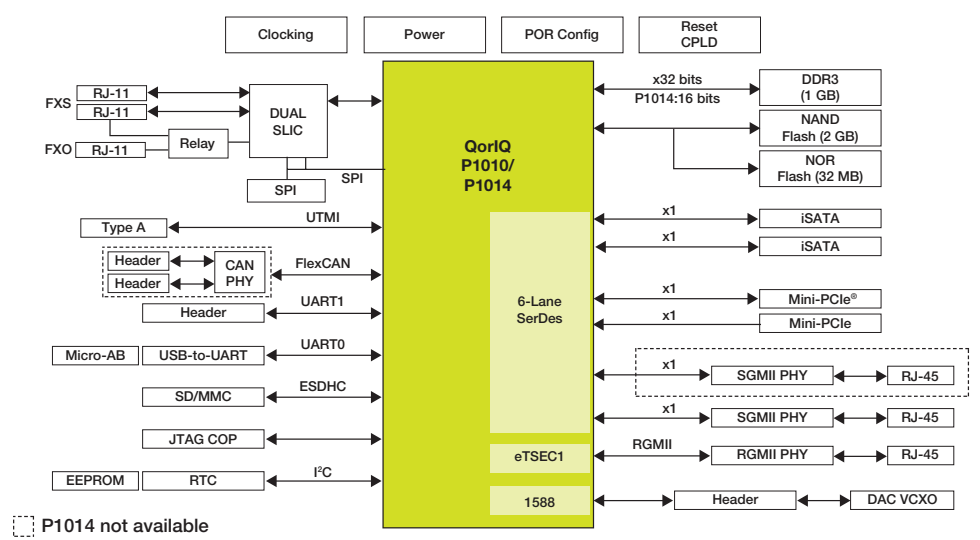 Clocking
Power
POR Config
Reset
CPLD
FXS
RJ-11
RJ-11
FXO
RJ-11
Relay
DUAL
SLIC
SPI
SPI
Type A
UTMI
Header
Header
CAN
PHY
FlexCAN
Header
UART1
Micro-AB
USB-to-UART
UART0
SD/MMC
ESDHC
JTAG COP
EEPROM
RTC
I²C
QorIQ
P1010/
P1014
6-Lane
SerDes
eTSEC1
1588
x32 bits
P1014:16 bits
DDR3
(1 GB)
NAND
Flash (2 GB)
NOR
Flash (32 MB)
x1
iSATA
x1
iSATA
x1
Mini-PCIe®
x1
Mini-PCIe
x1
SGMII PHY
RJ-45
x1
SGMII PHY
RJ-45
RGMII
RGMII PHY
RJ-45
Header
DAC VCXO
P1014 not available